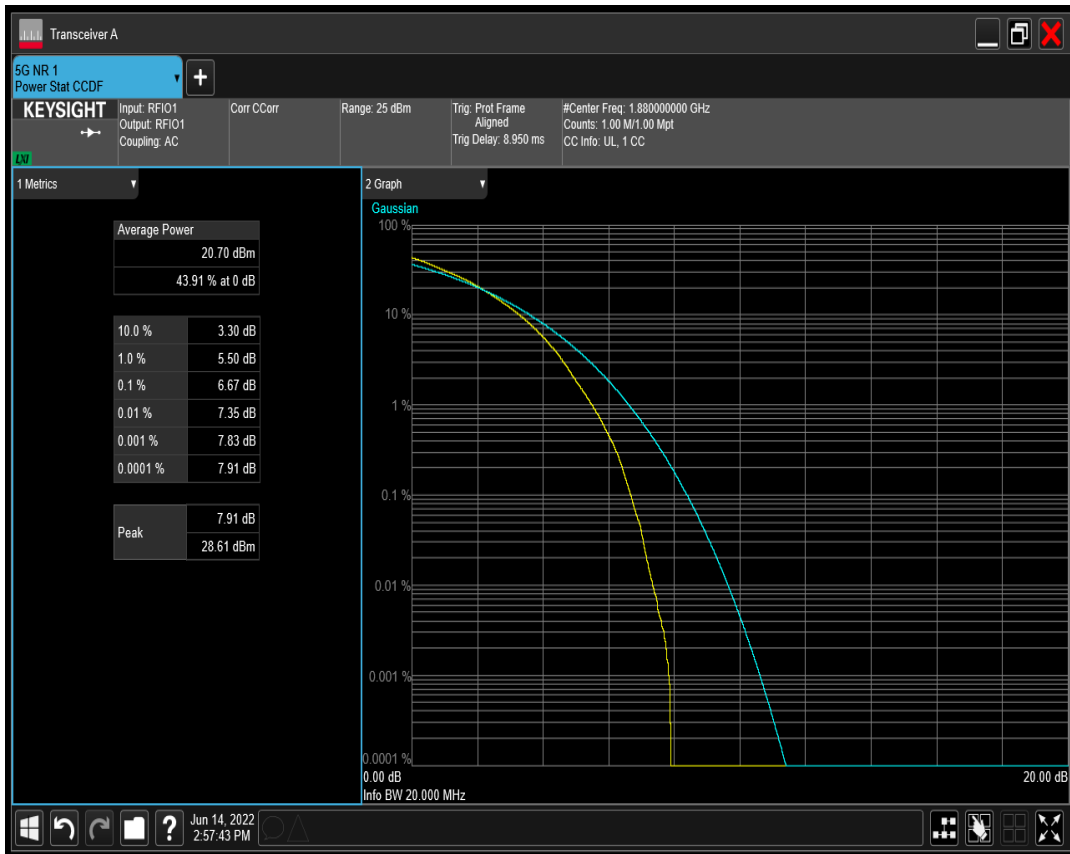 Transceiver A
5G NR 1
Power Stat CCDF
+
KEYSIGHT
LXI
Input: RFIO1
Output: RFIO1
Coupling: AC
Corr CCorr
Range: 25 dBm
Trig: Prot Frame
Aligned
Trig Delay: 8.950 ms
#Center Freq: 1.880000000 GHz
Counts: 1.00 M/1.00 Mpt
CC Info: UL, 1 CC
1 Metrics
Average Power
20.70 dBm
43.91 % at 0 dB
10.0 % 3.30 dB
1.0 % 5.50 dB
0.1 % 6.67 dB
0.01 % 7.35 dB
0.001 % 7.83 dB
0.0001 % 7.91 dB
Peak
7.91 dB
28.61 dBm
2 Graph
Gaussian
100 %
10 %
1 %
0.1 %
0.01 %
0.001 %
0.0001 %
0.00 dB 20.00 dB
Info BW 20.000 MHz
?
Jun 14, 2022
2:57:43 PM